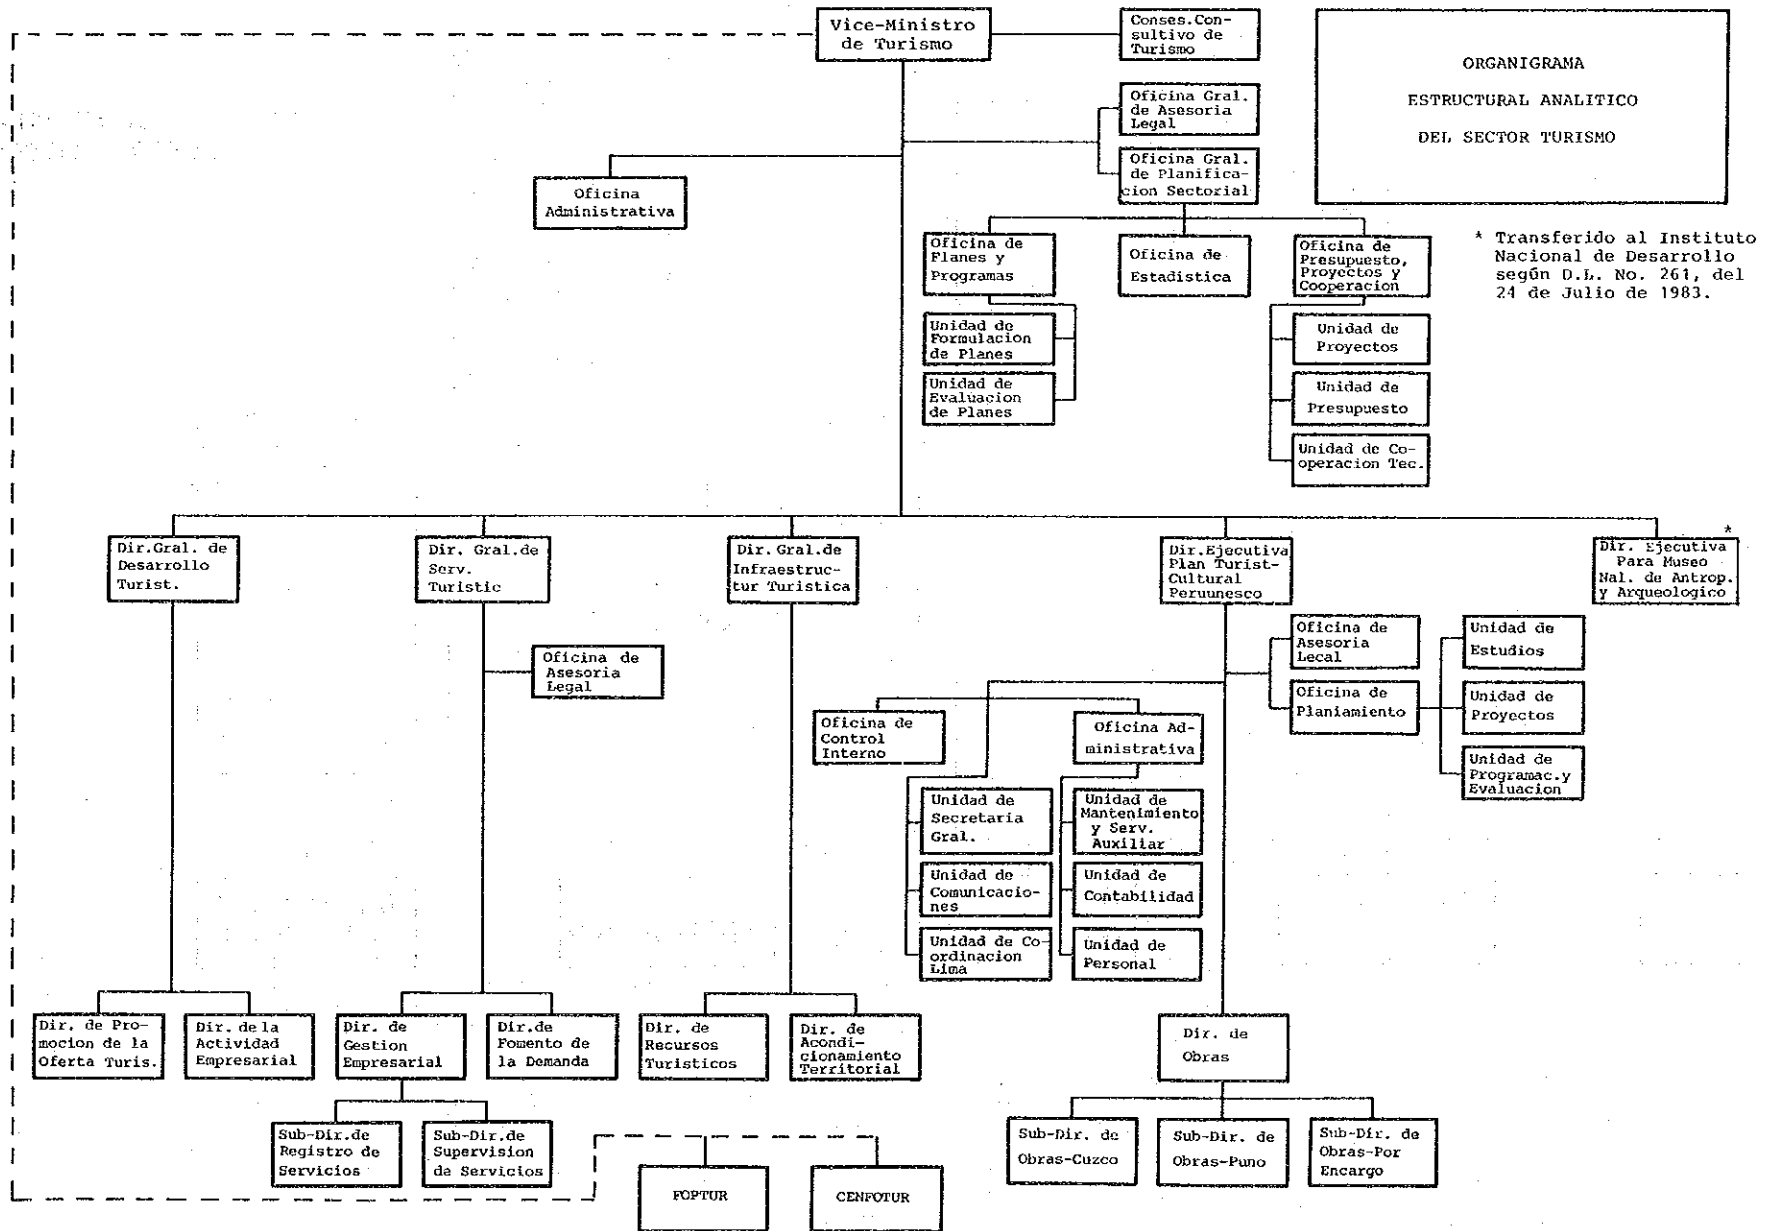 Vice-Ministro
de Turismo
Conses.Con-
sultivo de
Turismo
ORGANIGRAMA
ESTRUCTURAL ANALITICO
DEL SECTOR TURISMO
Oficina Gral.
de Asesoria
Legal
Oficina Gral.
de Planifica-
cion Sectorial
Oficina
Administrativa
* Transferido al Instituto
Nacional de Desarrollo
según D.L. No. 261, del
24 de Julio de 1983.
Oficina de
Planes y
Programas
Oficina de
Estadistica
Oficina de
Presupuesto,
Proyectos y
Cooperacion
Unidad de
Formulacion
de Planes
Unidad de
Evaluacion
de Planes
Unidad de
Proyectos
Unidad de
Presupuesto
Unidad de Co-
operacion Tec.
Dir.Gral. de
Desarrollo
Turist.
Dir. Gral.de
Serv.
Turistic
Dir. Gral.de
Infraestruc-
tur Turistica
Dir.Ejecutiva
Plan Turist-
Cultural
Peruunesco
*
Dir. Ejecutiva
Para Museo
Nal. de Antrop.
y Arqueologico
Oficina de
Asesoria
Legal
Oficina de
Asesoria
Lecal
Oficina de
Planiamiento
Unidad de
Estudios
Unidad de
Proyectos
Unidad de
Programac.y
Evaluacion
Oficina de
Control
Interno
Oficina Ad-
ministrativa
Unidad de
Secretaria
Gral.
Unidad de
Comunicacio-
nes
Unidad de Co-
ordinacion
Lima
Unidad de
Mantenimiento
y Serv.
Auxiliar
Unidad de
Contabilidad
Unidad de
Personal
Dir. de Pro-
mocion de la
Oferta Turis.
Dir. de la
Actividad
Empresarial
Dir. de
Gestion
Empresarial
Dir.de
Fomento de
la Demanda
Dir. de
Recursos
Turisticos
Dir. de
Acondi-
cionamiento
Territorial
Dir. de
Obras
Sub-Dir.de
Registro de
Servicios
Sub-Dir.de
Supervision
de Servicios
Sub-Dir. de
Obras-Cuzco
Sub-Dir. de
Obras-Puno
Sub-Dir. de
Obras-Por
Encargo
FOPTUR
CENFOTUR